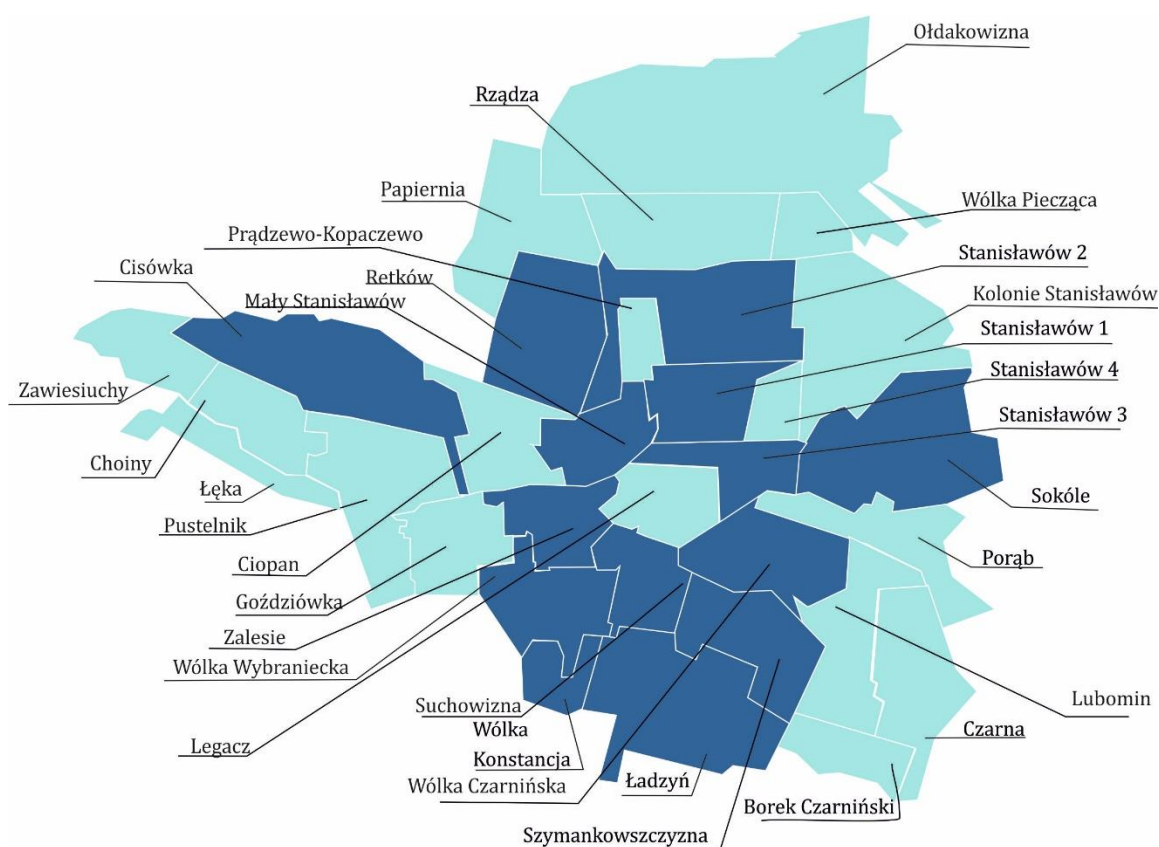 Ołdakowizna
Rządza
Papiernia
Wólka Piecząca
Prądzewo-Kopaczewo
Stanisławów 2
Cisówka
Retków
Mały Stanisławów
Kolonie Stanisławów
Stanisławów 1
Zawiesiuchy
Stanisławów 4
Stanisławów 3
Choiny
Łęka
Sokóle
Pustelnik
Ciopan
Porąb
Goździówka
Zalesie
Wólka Wybraniecka
Suchowizna
Lubomin
Wólka
Czarna
Legacz
Konstancja
Wólka Czarnińska
Ładzyń
Borek Czarniński
Szymankowszczyzna